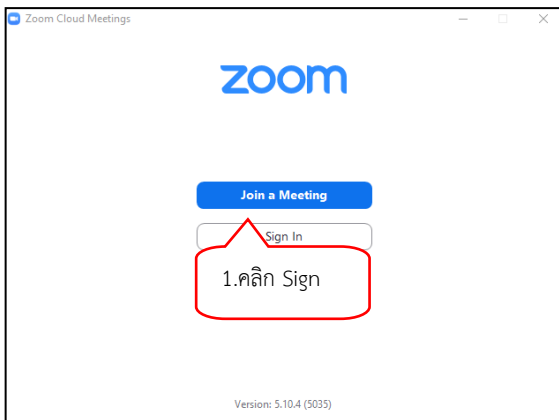 Zoom Cloud Meetings
zoom
Join a Meeting
Sign In
1.คลิก Sign
Version: 5.10.4 (5035)